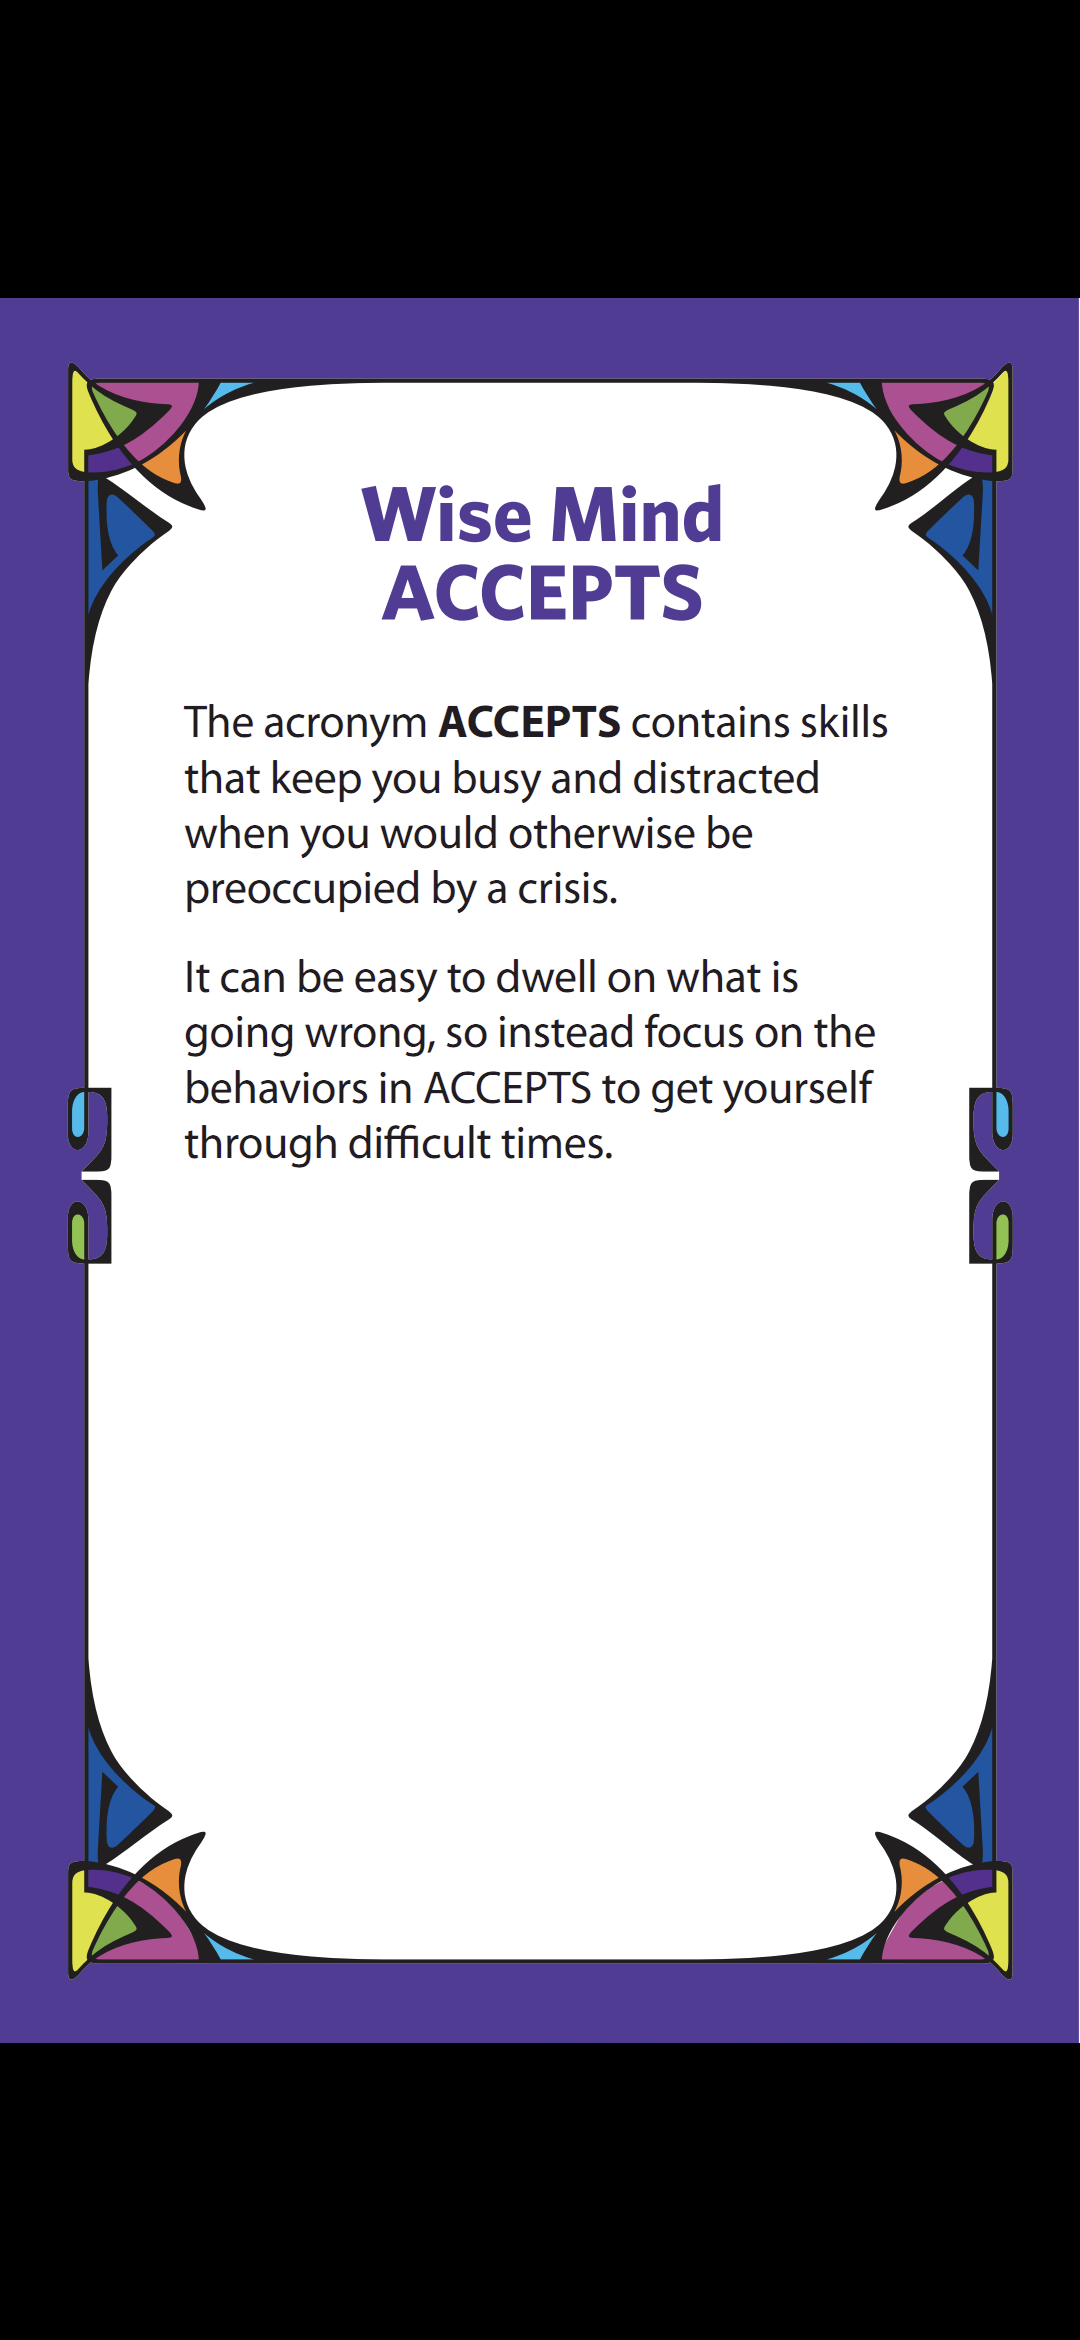 Wise Mind
ACCEPTS
The acronym ACCEPTS contains skills
that keep you busy and distracted
when you would otherwise be
preoccupied by a crisis.
It can be easy to dwell on what is
going wrong, so instead focus on the
behaviors in ACCEPTS to get yourself
through difficult times.